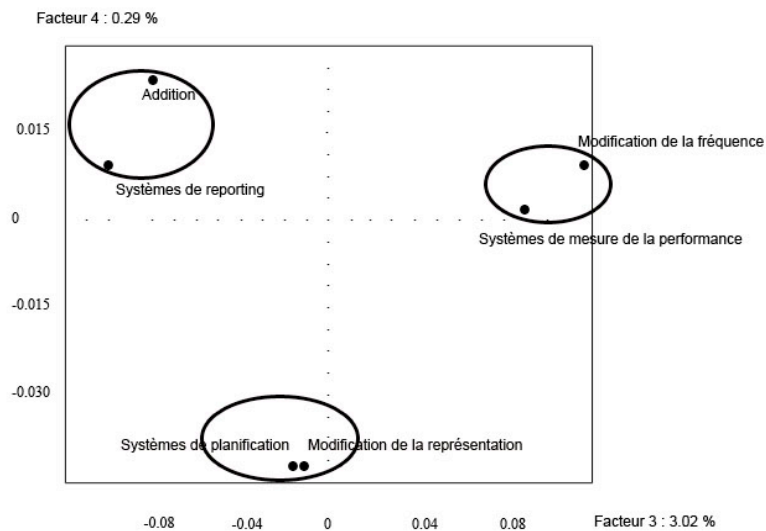 Facteur 4 : 0.29 %
Addition
0.015
Modification de la fréquence
Systèmes de reporting
0
Systèmes de mesure de la performance
-0.015
-0.030
Systèmes de planification
Modification de la représentation
-0.08
-0.04
0
0.04
0.08
Facteur 3 : 3.02 %